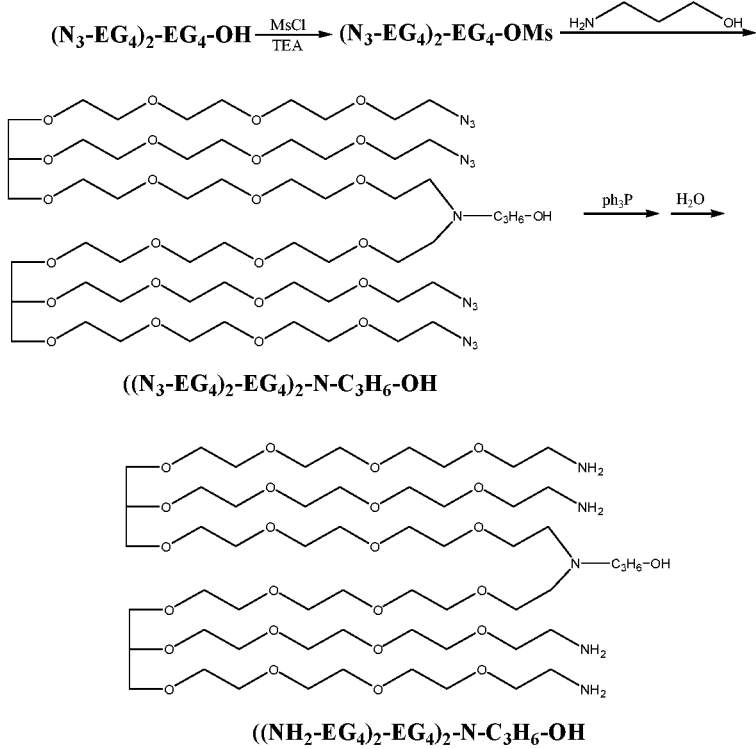 (N₃-EG₄)₂-EG₄-OH MsCl TEA (N₃-EG₄)₂-EG₄-OMs H₂N OH
O O O O N₃
O O O O N₃
O O O O
N—C₃H₆—OH ph₃P H₂O
O O O O
O O O O N₃
O O O O N₃
((N₃-EG₄)₂-EG₄)₂-N-C₃H₆-OH
O O O O NH₂
O O O O NH₂
O O O O
N—C₃H₆—OH
O O O O
O O O O NH₂
O O O O NH₂
((NH₂-EG₄)₂-EG₄)₂-N-C₃H₆-OH